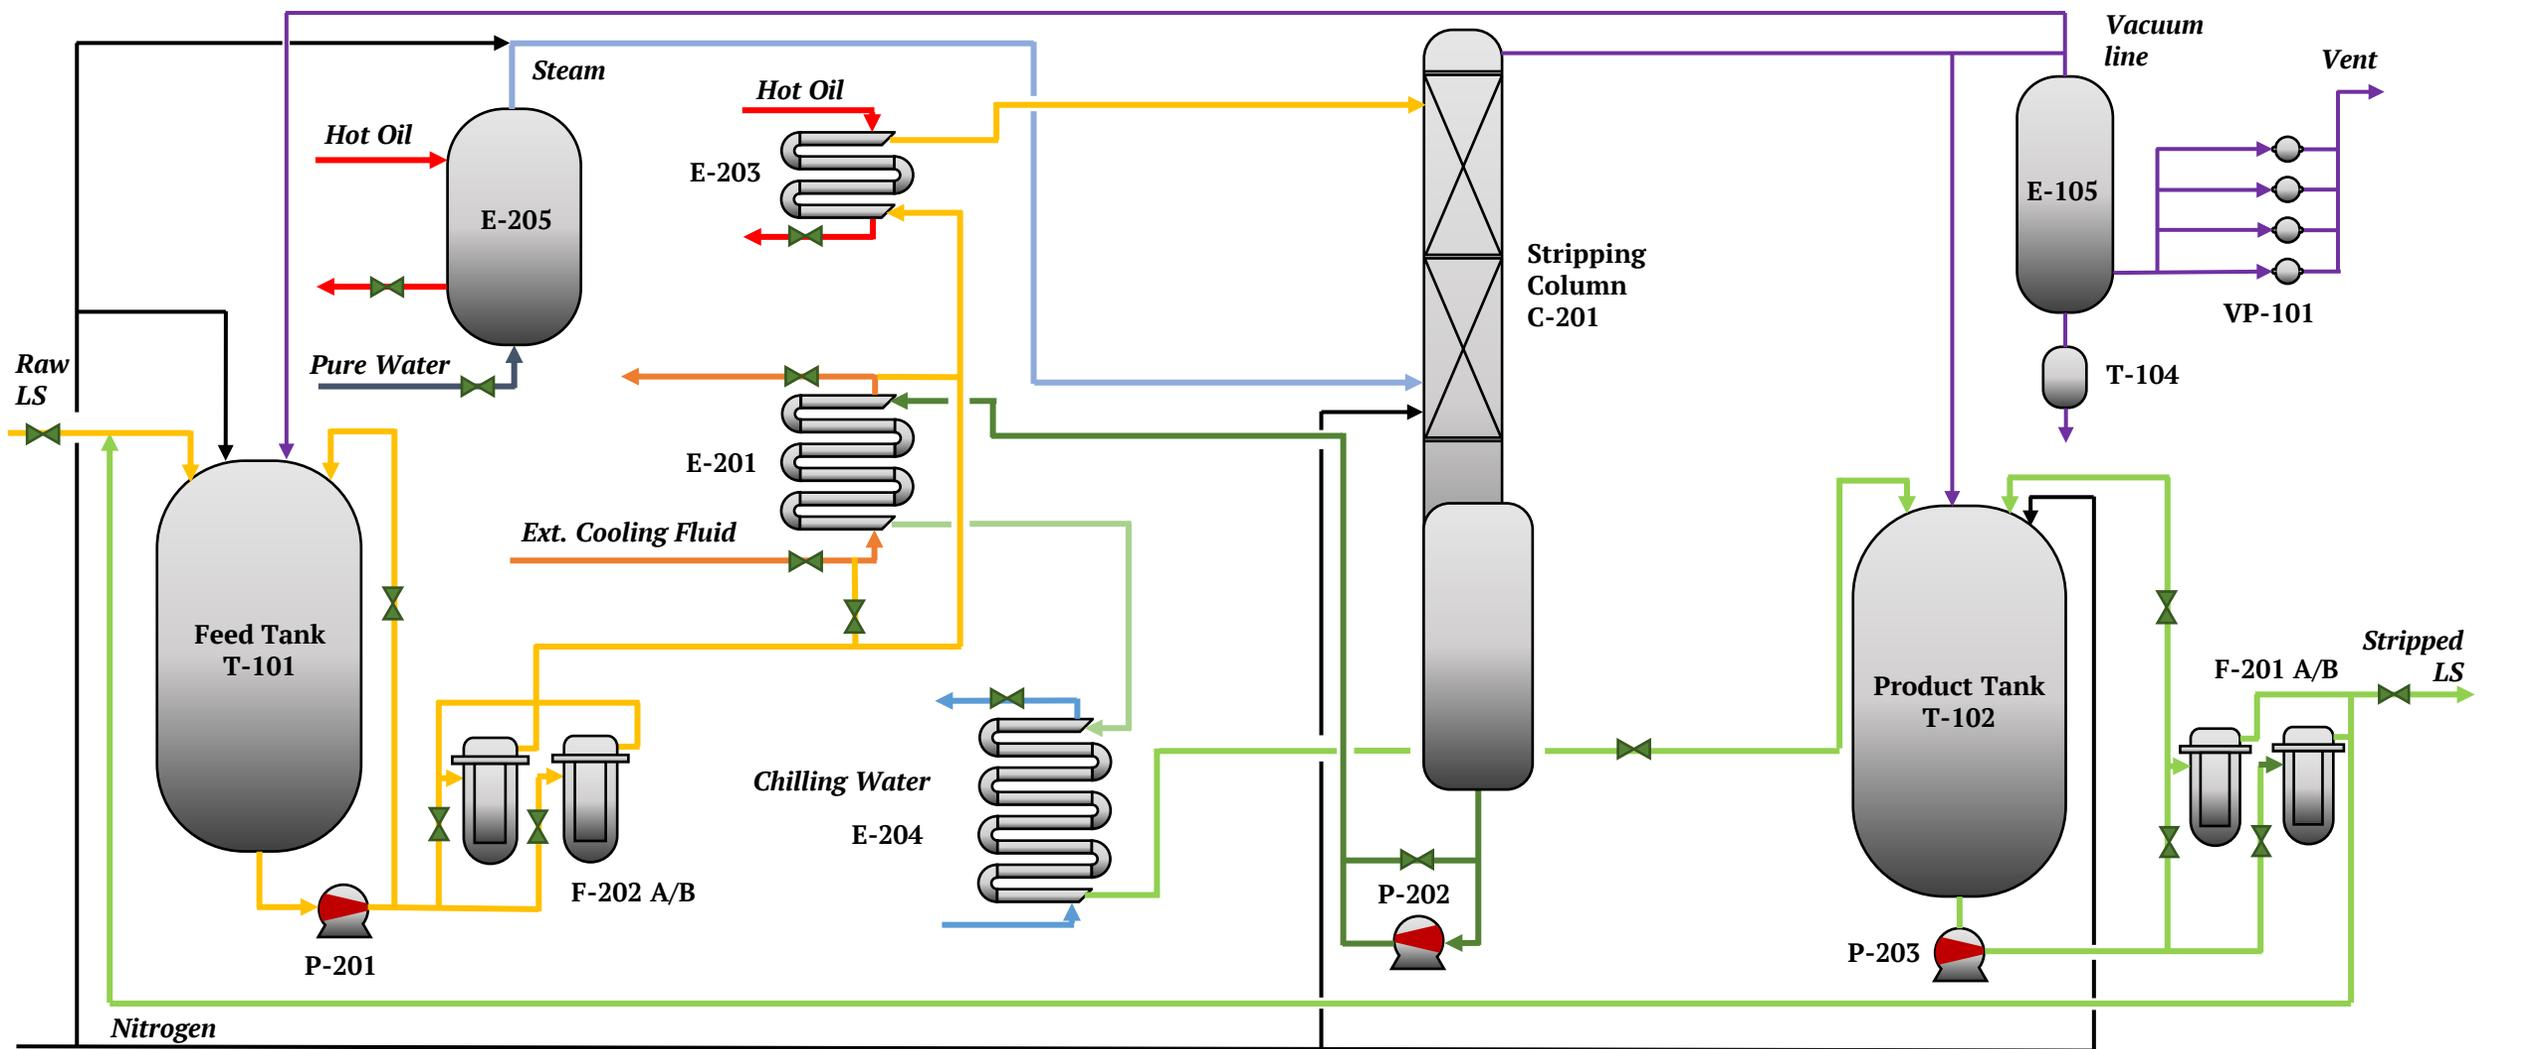 Vacuum
line
Vent
Steam
Hot Oil
Hot Oil
E-203
E-205
E-105
Stripping
Column
C-201
VP-101
Raw
LS
Pure Water
T-104
E-201
Ext. Cooling Fluid
Feed Tank
T-101
Stripped
LS
F-201 A/B
Product Tank
T-102
Chilling Water
E-204
F-202 A/B
P-202
P-201
P-203
Nitrogen